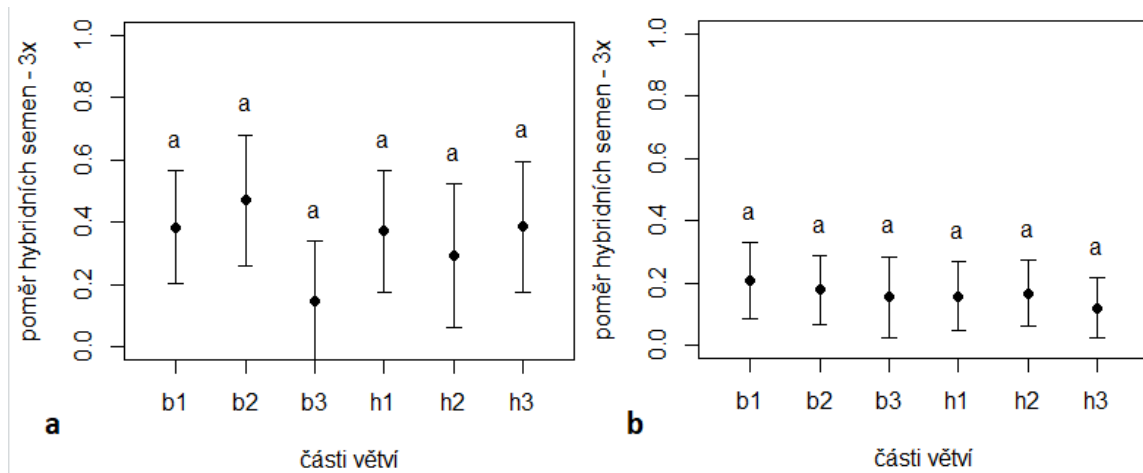 poměr hybridních semen - 3x
1.0
0.8
0.6
0.4
0.2
0.0
a a a a a a
b1 b2 b3 h1 h2 h3
části větví
a
poměr hybridních semen - 3x
1.0
0.8
0.6
0.4
0.2
0.0
a a a a a a
b1 b2 b3 h1 h2 h3
části větví
b